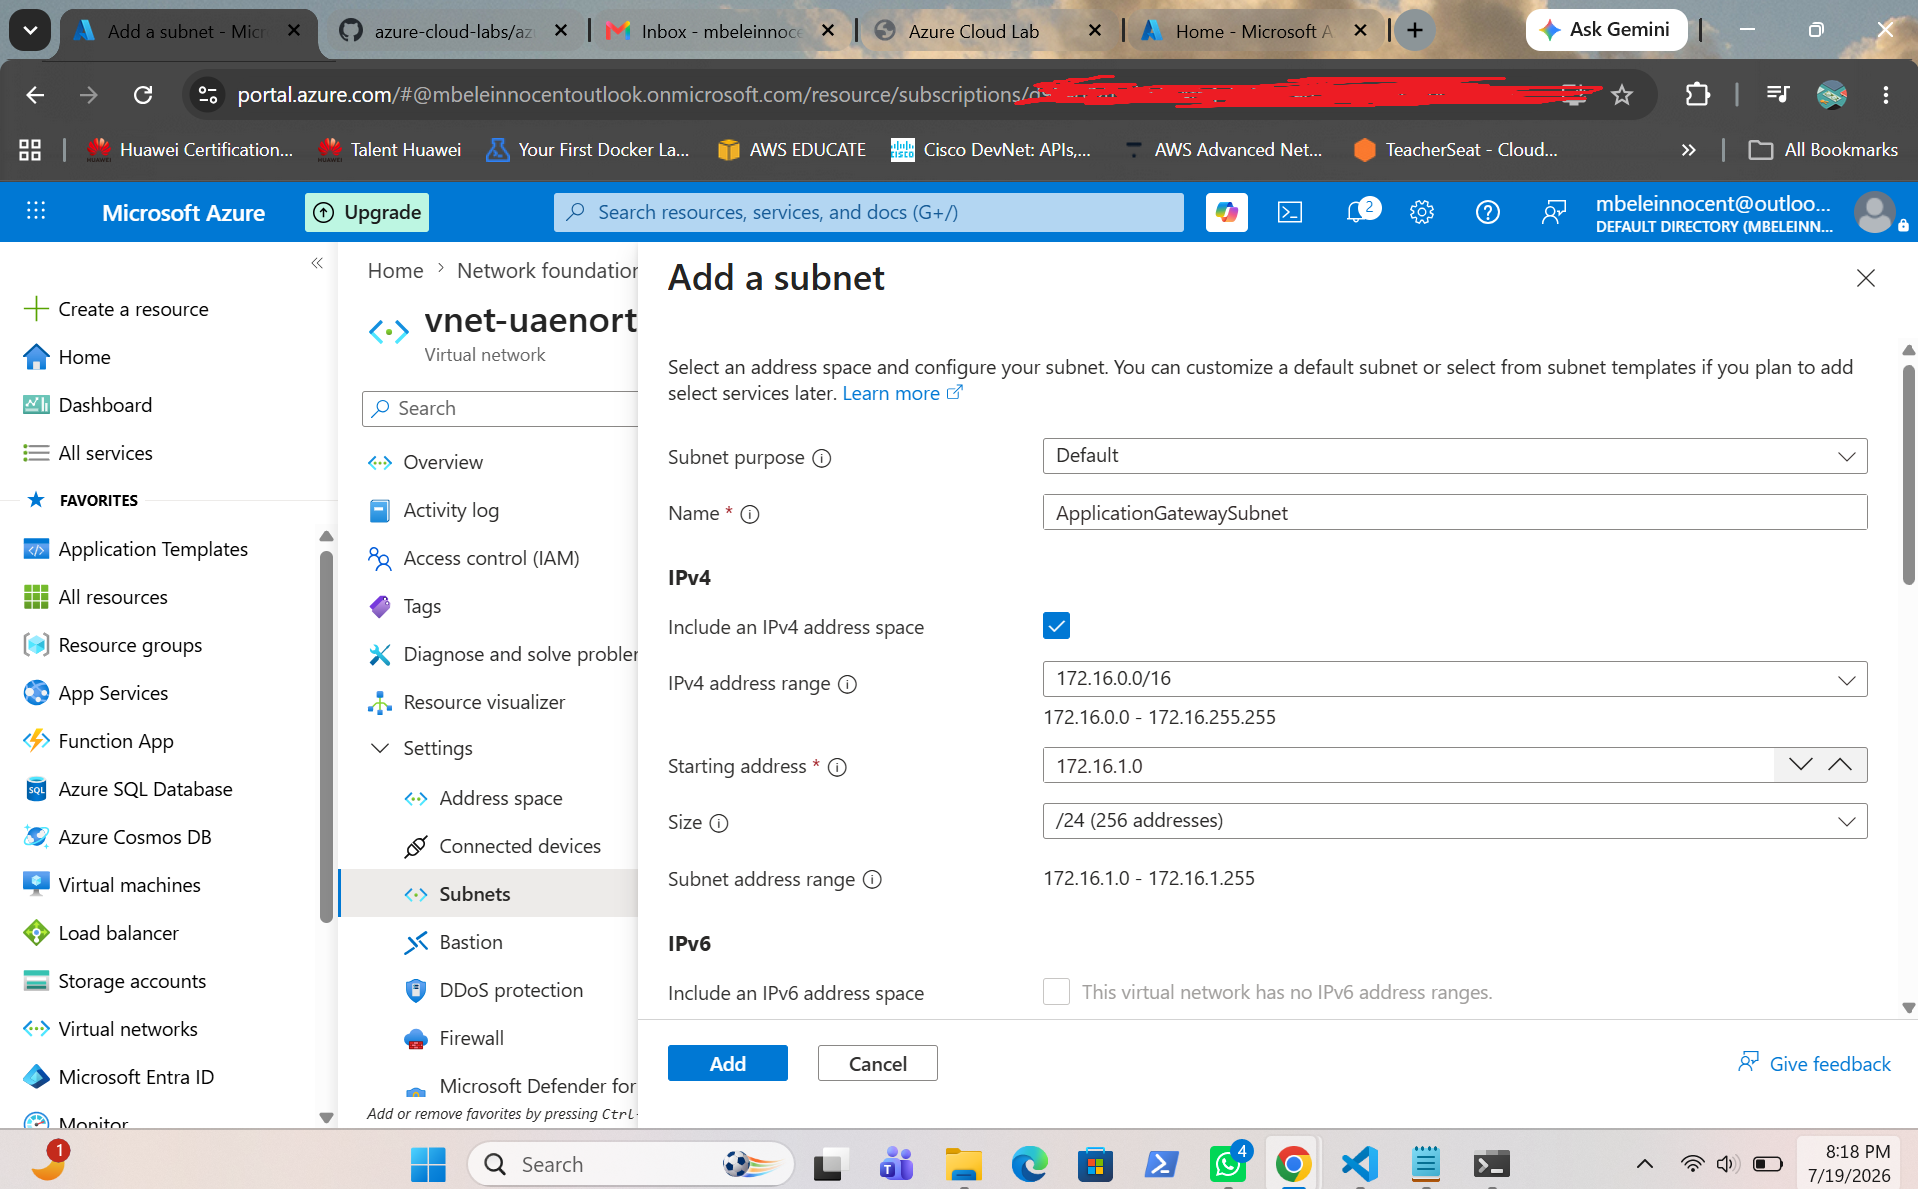 Add a subnet - Micr
azure-cloud-labs/az
Inbox - mbeleinnoce
Azure Cloud Lab
Home - Microsoft A
Ask Gemini
portal.azure.com/#@mbeleinnocentoutlook.onmicrosoft.com/resource/subscriptions/
Huawei Certification...
Talent Huawei
Your First Docker La...
AWS EDUCATE
Cisco DevNet: APIs,...
AWS Advanced Net...
TeacherSeat - Cloud...
All Bookmarks
Microsoft Azure
Upgrade
Search resources, services, and docs (G+/)
2
mbeleinnocent@outloo...
DEFAULT DIRECTORY (MBELEINN...
Create a resource
Home
Dashboard
All services
FAVORITES
Application Templates
All resources
Resource groups
App Services
Function App
Azure SQL Database
Azure Cosmos DB
Virtual machines
Load balancer
Storage accounts
Virtual networks
Microsoft Entra ID
Monitor
Home > Network foundation
vnet-uaenort
Virtual network
Search
Overview
Activity log
Access control (IAM)
Tags
Diagnose and solve probler
Resource visualizer
Settings
Address space
Connected devices
Subnets
Bastion
DDoS protection
Firewall
Microsoft Defender for
Add or remove favorites by pressing Ctrl+
Add a subnet
Select an address space and configure your subnet. You can customize a default subnet or select from subnet templates if you plan to add
select services later. Learn more
Subnet purpose
Default
Name *
ApplicationGatewaySubnet
IPv4
Include an IPv4 address space
IPv4 address range
172.16.0.0/16
172.16.0.0 - 172.16.255.255
Starting address *
172.16.1.0
Size
/24 (256 addresses)
Subnet address range
172.16.1.0 - 172.16.1.255
IPv6
Include an IPv6 address space
This virtual network has no IPv6 address ranges.
Add
Cancel
Give feedback
1
Search
4
8:18 PM
7/19/2026